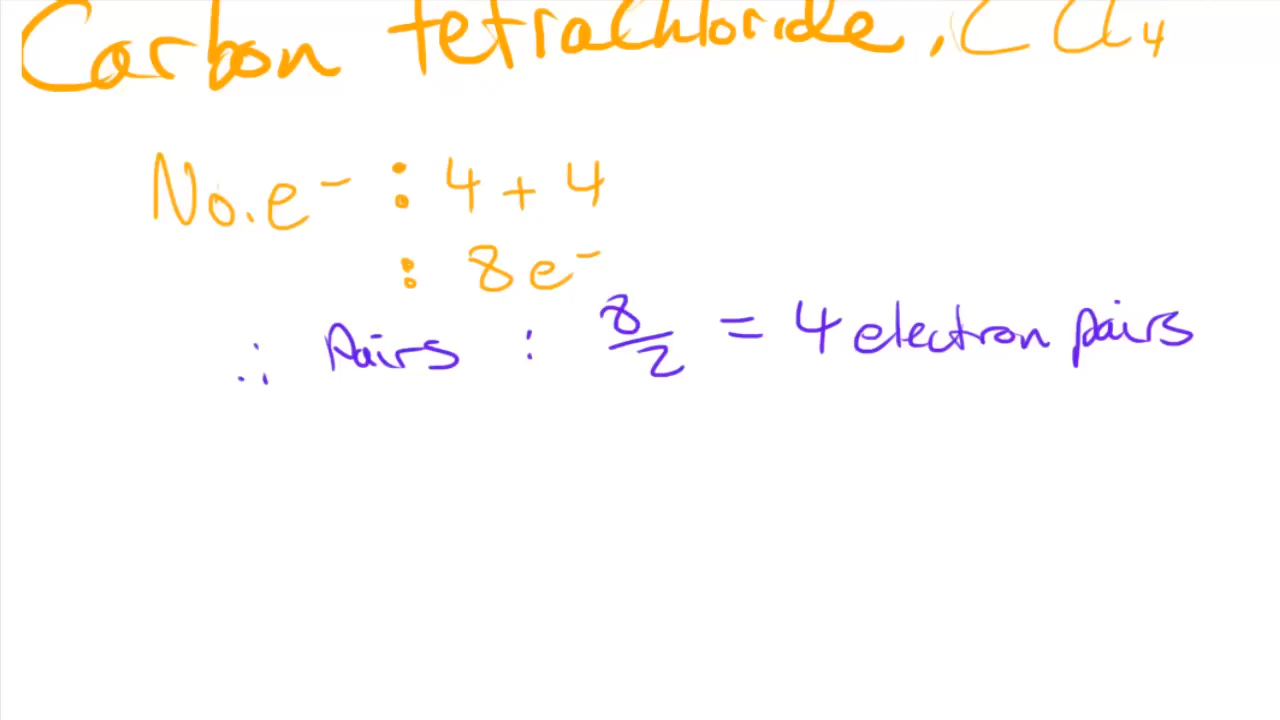 Carbon tetrachloride, CCl4
No. e⁻ : 4 + 4
: 8e⁻
∴ Pairs : 8/2 = 4 electron pairs